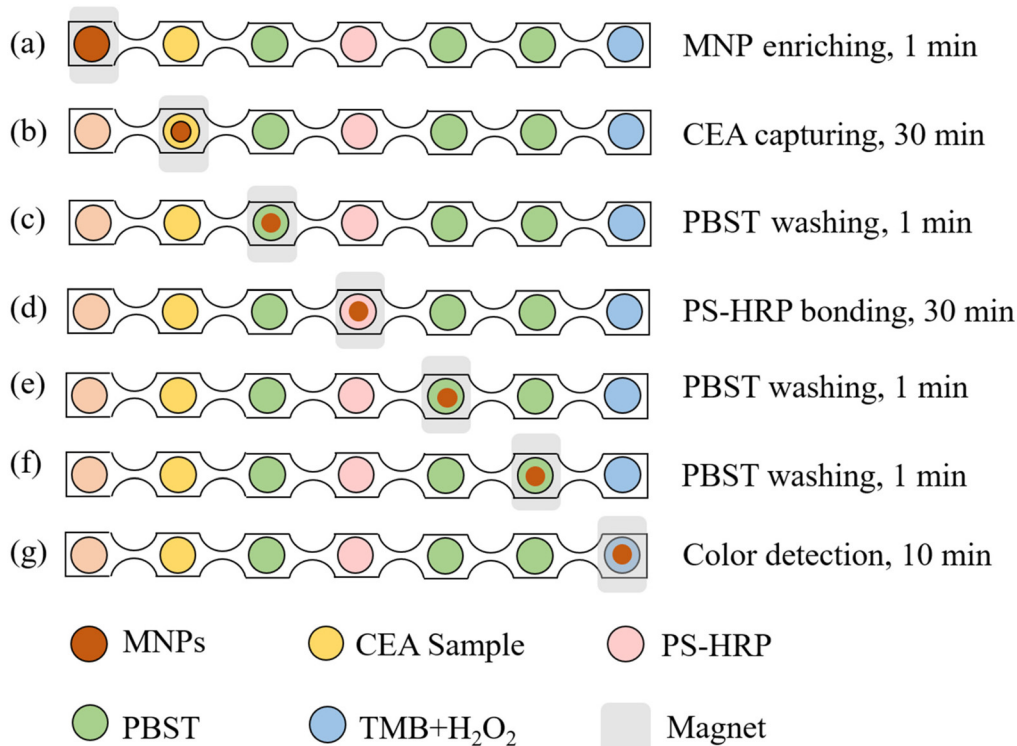 (a) MNP enriching, 1 min
(b) CEA capturing, 30 min
(c) PBST washing, 1 min
(d) PS-HRP bonding, 30 min
(e) PBST washing, 1 min
(f) PBST washing, 1 min
(g) Color detection, 10 min
MNPs CEA Sample PS-HRP
PBST TMB+H₂O₂ Magnet